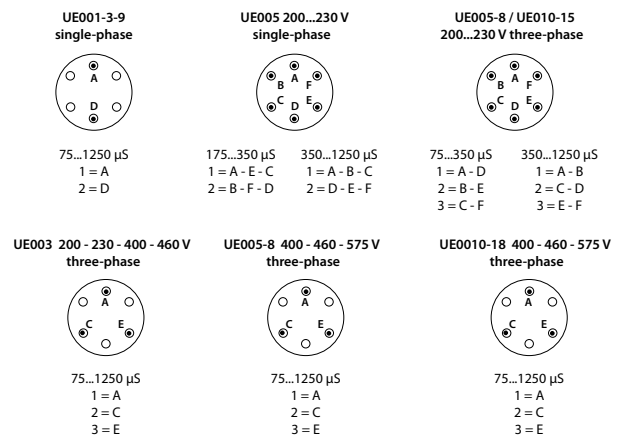 UE001-3-9
single-phase
A
D
75...1250 µS
1 = A
2 = D
UE005 200...230 V
single-phase
A
B F
C E
D
175...350 µS 350...1250 µS
1 = A - E - C 1 = A - B - C
2 = B - F - D 2 = D - E - F
UE005-8 / UE010-15
200...230 V three-phase
A
B F
C E
D
75...350 µS 350...1250 µS
1 = A - D 1 = A - B
2 = B - E 2 = C - D
3 = C - F 3 = E - F
UE003 200 - 230 - 400 - 460 V
three-phase
A
C E
75...1250 µS
1 = A
2 = C
3 = E
UE005-8 400 - 460 - 575 V
three-phase
A
C E
75...1250 µS
1 = A
2 = C
3 = E
UE0010-18 400 - 460 - 575 V
three-phase
A
C E
75...1250 µS
1 = A
2 = C
3 = E